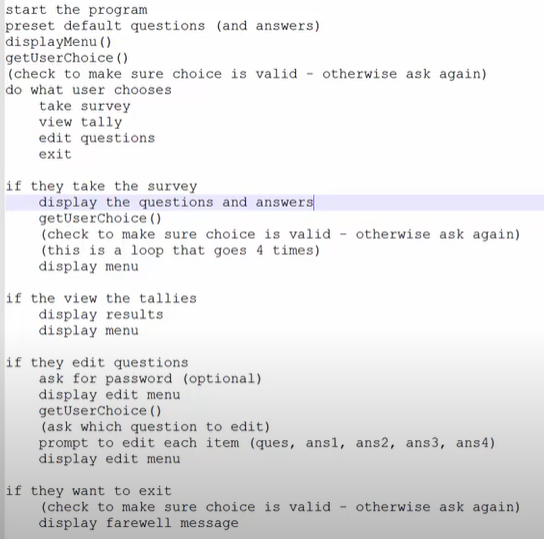 start the program
preset default questions (and answers)
displayMenu()
getUserChoice()
(check to make sure choice is valid - otherwise ask again)
do what user chooses
    take survey
    view tally
    edit questions
    exit

if they take the survey
    display the questions and answers
    getUserChoice()
    (check to make sure choice is valid - otherwise ask again)
    (this is a loop that goes 4 times)
    display menu

if the view the tallies
    display results
    display menu

if they edit questions
    ask for password (optional)
    display edit menu
    getUserChoice()
    (ask which question to edit)
    prompt to edit each item (ques, ans1, ans2, ans3, ans4)
    display edit menu

if they want to exit
    (check to make sure choice is valid - otherwise ask again)
    display farewell message